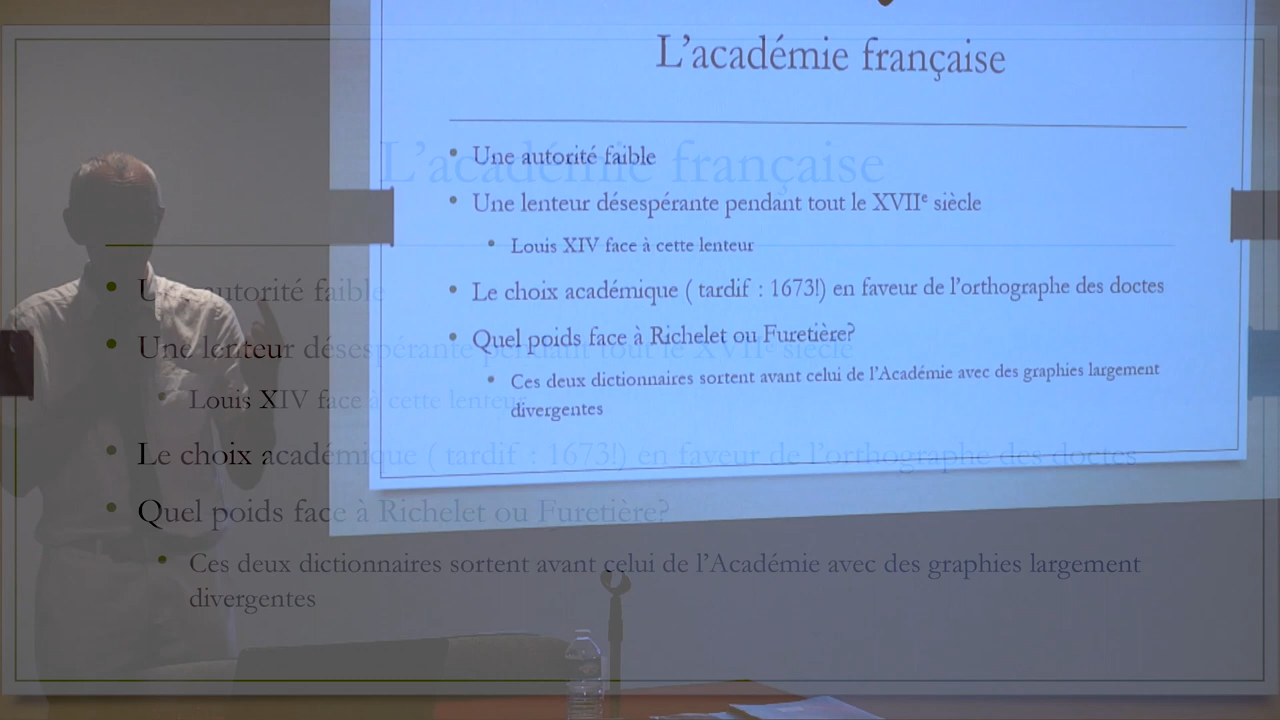 L'académie française
• Une autorité faible
• Une lenteur désespérante pendant tout le XVIIe siècle
• Louis XIV face à cette lenteur
• Le choix académique ( tardif : 1673!) en faveur de l'orthographe des doctes
• Quel poids face à Richelet ou Furetière?
• Ces deux dictionnaires sortent avant celui de l'Académie avec des graphies largement
divergentes
L'académie française
• Une autorité faible
• Une lenteur désespérante pendant tout le XVIIe siècle
• Louis XIV face à cette lenteur
• Le choix académique ( tardif : 1673!) en faveur de l'orthographe des doctes
• Quel poids face à Richelet ou Furetière?
• Ces deux dictionnaires sortent avant celui de l'Académie avec des graphies largement
divergentes